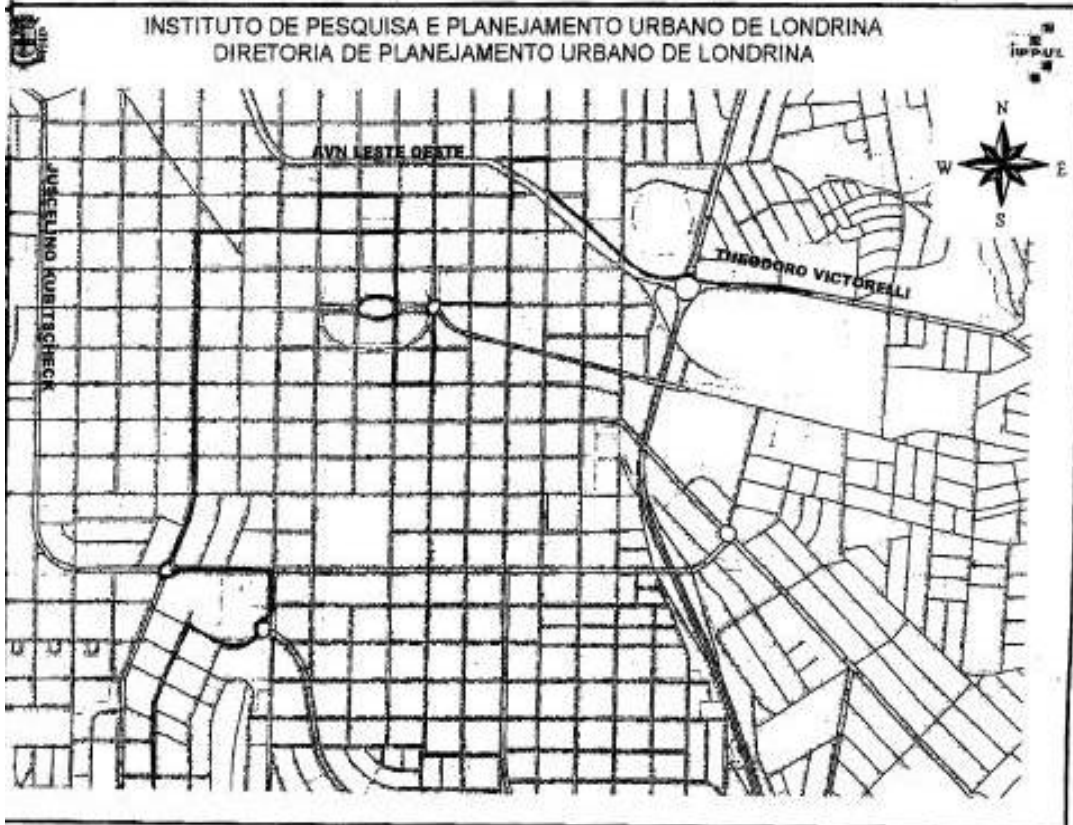 INSTITUTO DE PESQUISA E PLANEJAMENTO URBANO DE LONDRINA
DIRETORIA DE PLANEJAMENTO URBANO DE LONDRINA
N
W
E
S
AVN LESTE OESTE
JUSCELINO KUBITSCHECK
THEODORO VICTORELLI